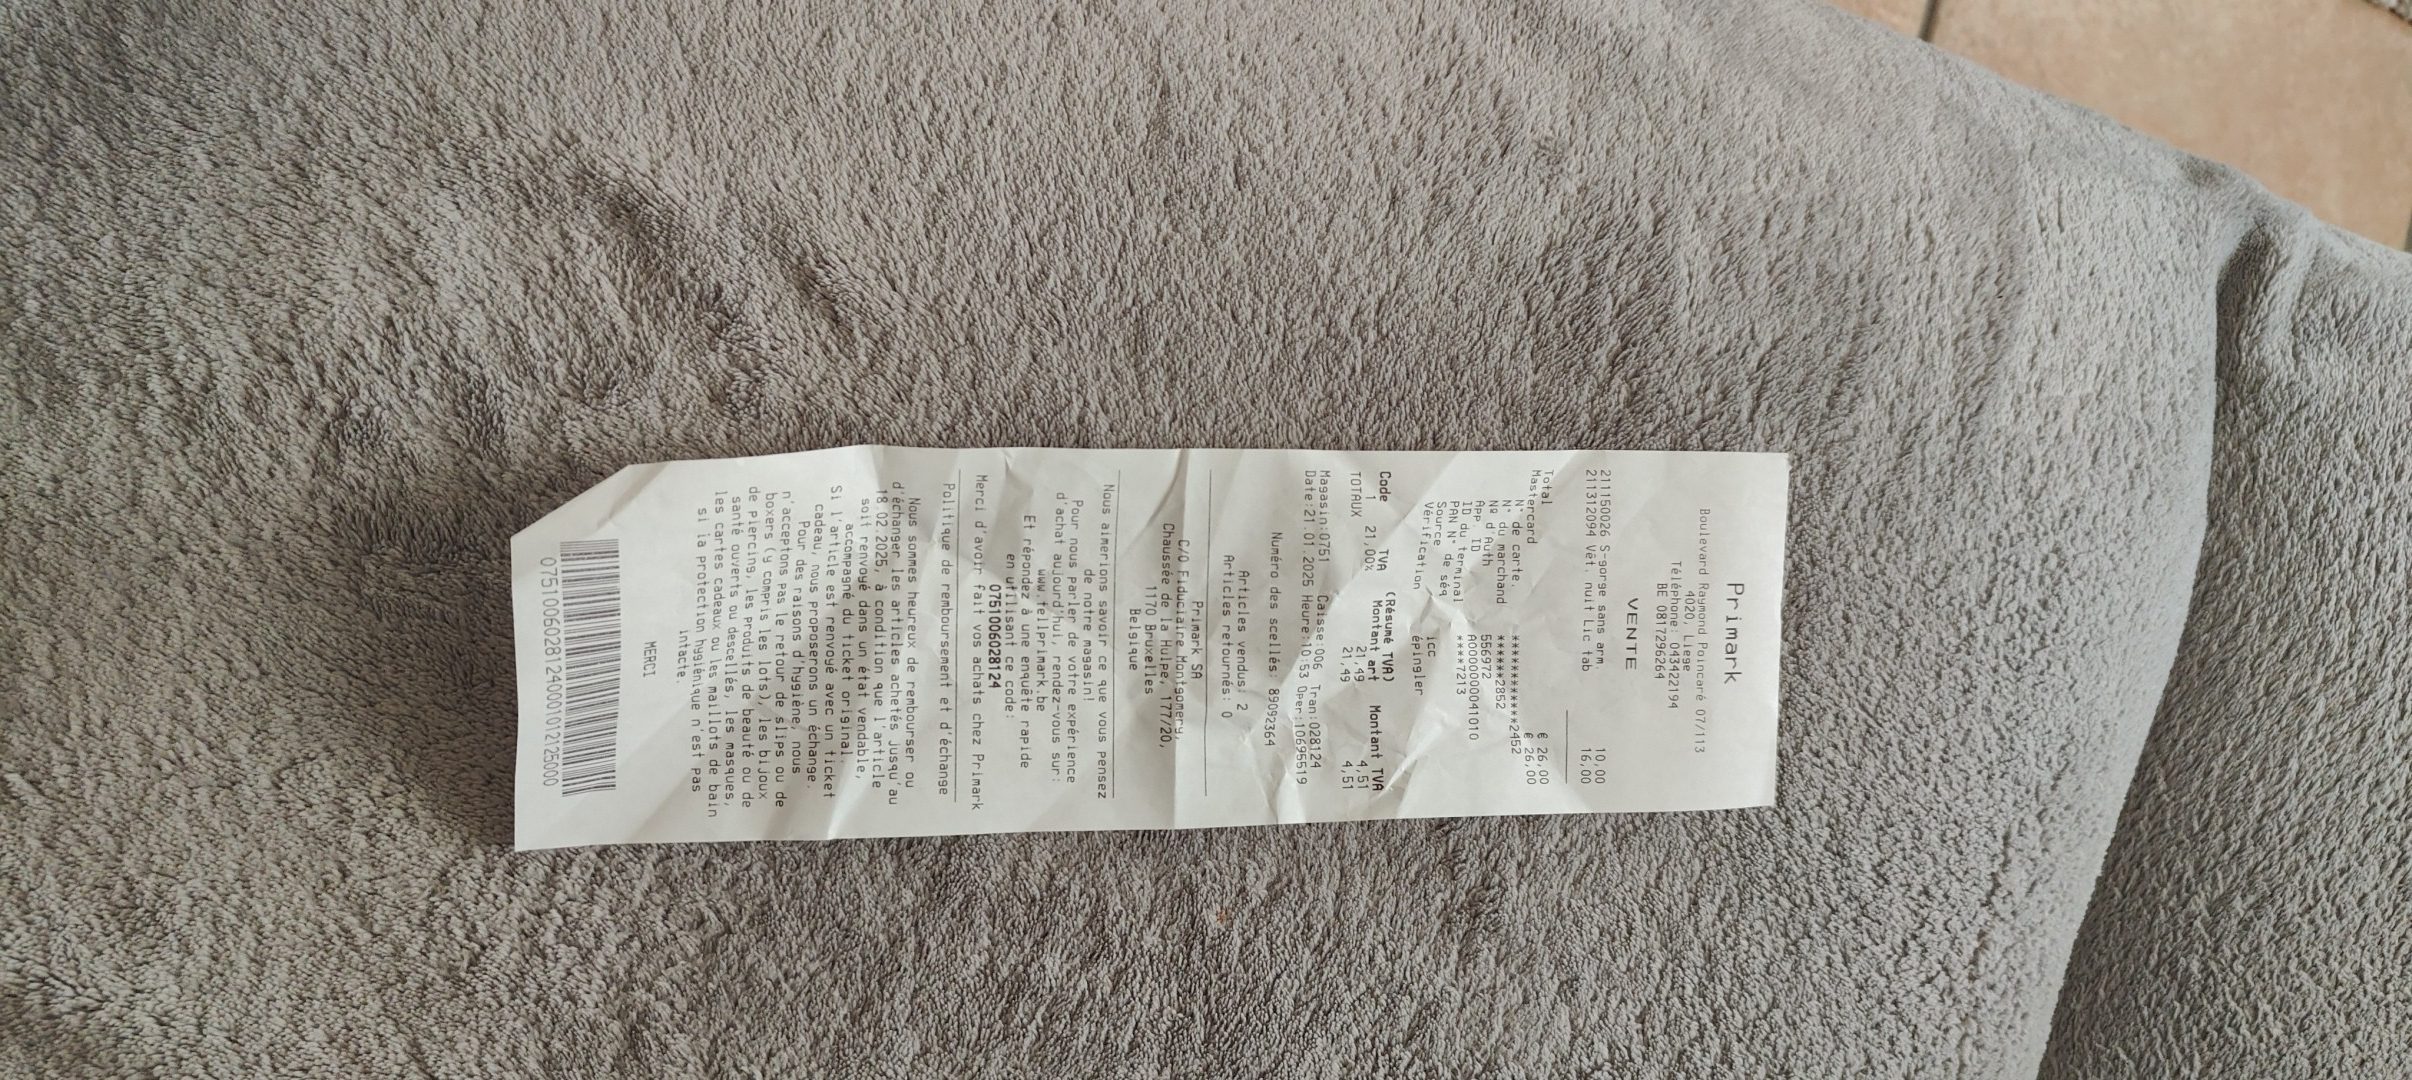 Primark
Boulevard Raymond Poincaré 07/113
4020, Liege
Téléphone: 043422194
BE 0817296264
VENTE
2111550026 S-gorge sans arm. 10,00
2113112094 Vêt. nuit Lic tab 16,00
Total € 26,00
Mastercard € 26,00
N° de carte. ************2452
N° du marchand ******2852
Nº d'Auth 556972
App. ID A0000000041010
ID du terminal ****7213
PAN N° de séq
Source icc
Vérification épingler
(Résumé TVA)
Code TVA Montant art Montant TVA
1 21,00% 21,49 4,51
TOTAUX 21,49 4,51
Magasin:0751 Caisse:006 Tran:028124
Date:21.01.2025 Heure:10:53 Oper:10695519
Numéro des scellés: 89092364
Articles vendus: 2
Articles retournés: 0
Primark SA
C/O Fiduciaire Montgomery,
Chaussée de la Hulpe, 177/20,
1170 Bruxelles
Belgique
Nous aimerions savoir ce que vous pensez
de notre magasin!
Pour nous parler de votre expérience
d'achat aujourd'hui, rendez-vous sur:
www.tellprimark.be
Et répondez à une enquête rapide
en utilisant ce code:
0751006028124
Merci d'avoir fait vos achats chez Primark
Politique de remboursement et d'échange
Nous sommes heureux de rembourser ou
d'échanger les articles achetés jusqu'au
18.02.2025, à condition que l'article
soit renvoyé dans un état vendable,
accompagné du ticket original.
Si l'article est renvoyé avec un ticket
cadeau, nous proposerons un échange.
Pour des raisons d'hygiène, nous
n'acceptons pas le retour de slips ou de
boxers (y compris les lots), les bijoux
de piercing, les produits de beauté ou de
santé ouverts ou descellés, les masques,
les cartes cadeaux ou les maillots de bain
si la protection hygiénique n'est pas
intacte.
MERCI
075100602812400010121225000